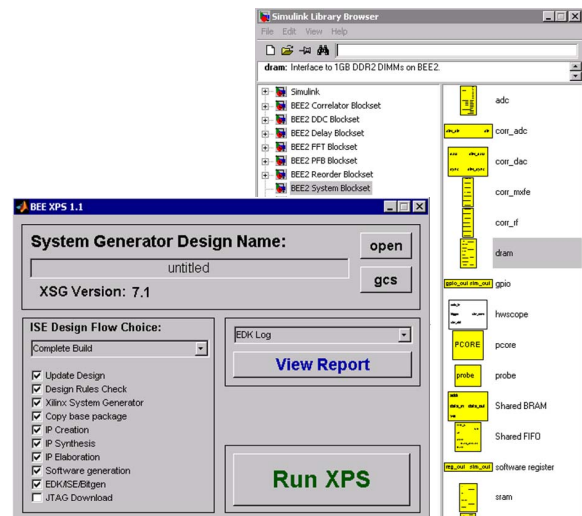 Simulink Library Browser
File Edit View Help
dram: Interface to 1GB DDR2 DIMMs on BEE2.
Simulink
BEE2 Correlator Blockset
BEE2 DDC Blockset
BEE2 Delay Blockset
BEE2 FFT Blockset
BEE2 PFB Blockset
BEE2 Reorder Blockset
BEE2 System Blockset
adc
corr_adc
corr_dac
corr_mxfe
corr_rf
dram
gpio_out sim_out gpio
hwscope
PCORE pcore
probe probe
Shared BRAM
Shared FIFO
reg_out sim_out software register
sram
BEE XPS 1.1
System Generator Design Name:
open
untitled
gcs
XSG Version: 7.1
ISE Design Flow Choice:
Complete Build
Update Design
Design Rules Check
Xilinx System Generator
Copy base package
IP Creation
IP Synthesis
IP Elaboration
Software generation
EDK/ISE/Bitgen
JTAG Download
EDK Log
View Report
Run XPS